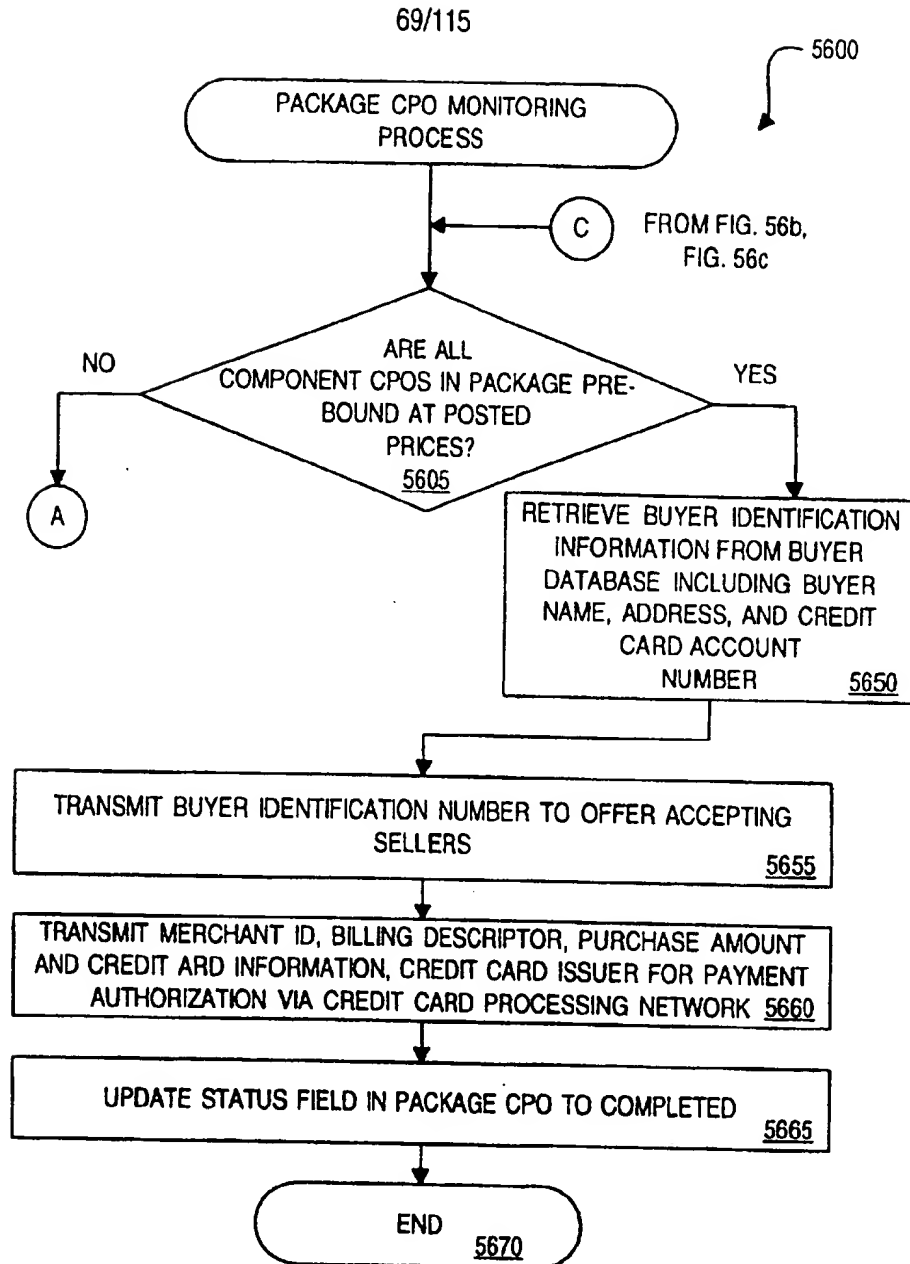 69/115
5600
PACKAGE CPO MONITORING
PROCESS
C
FROM FIG. 56b,
FIG. 56c
NO
ARE ALL
COMPONENT CPOS IN PACKAGE PRE-
BOUND AT POSTED
PRICES?
5605
YES
A
RETRIEVE BUYER IDENTIFICATION
INFORMATION FROM BUYER
DATABASE INCLUDING BUYER
NAME, ADDRESS, AND CREDIT
CARD ACCOUNT
NUMBER 5650
TRANSMIT BUYER IDENTIFICATION NUMBER TO OFFER ACCEPTING
SELLERS
5655
TRANSMIT MERCHANT ID, BILLING DESCRIPTOR, PURCHASE AMOUNT
AND CREDIT ARD INFORMATION, CREDIT CARD ISSUER FOR PAYMENT
AUTHORIZATION VIA CREDIT CARD PROCESSING NETWORK 5660
UPDATE STATUS FIELD IN PACKAGE CPO TO COMPLETED
5665
END
5670